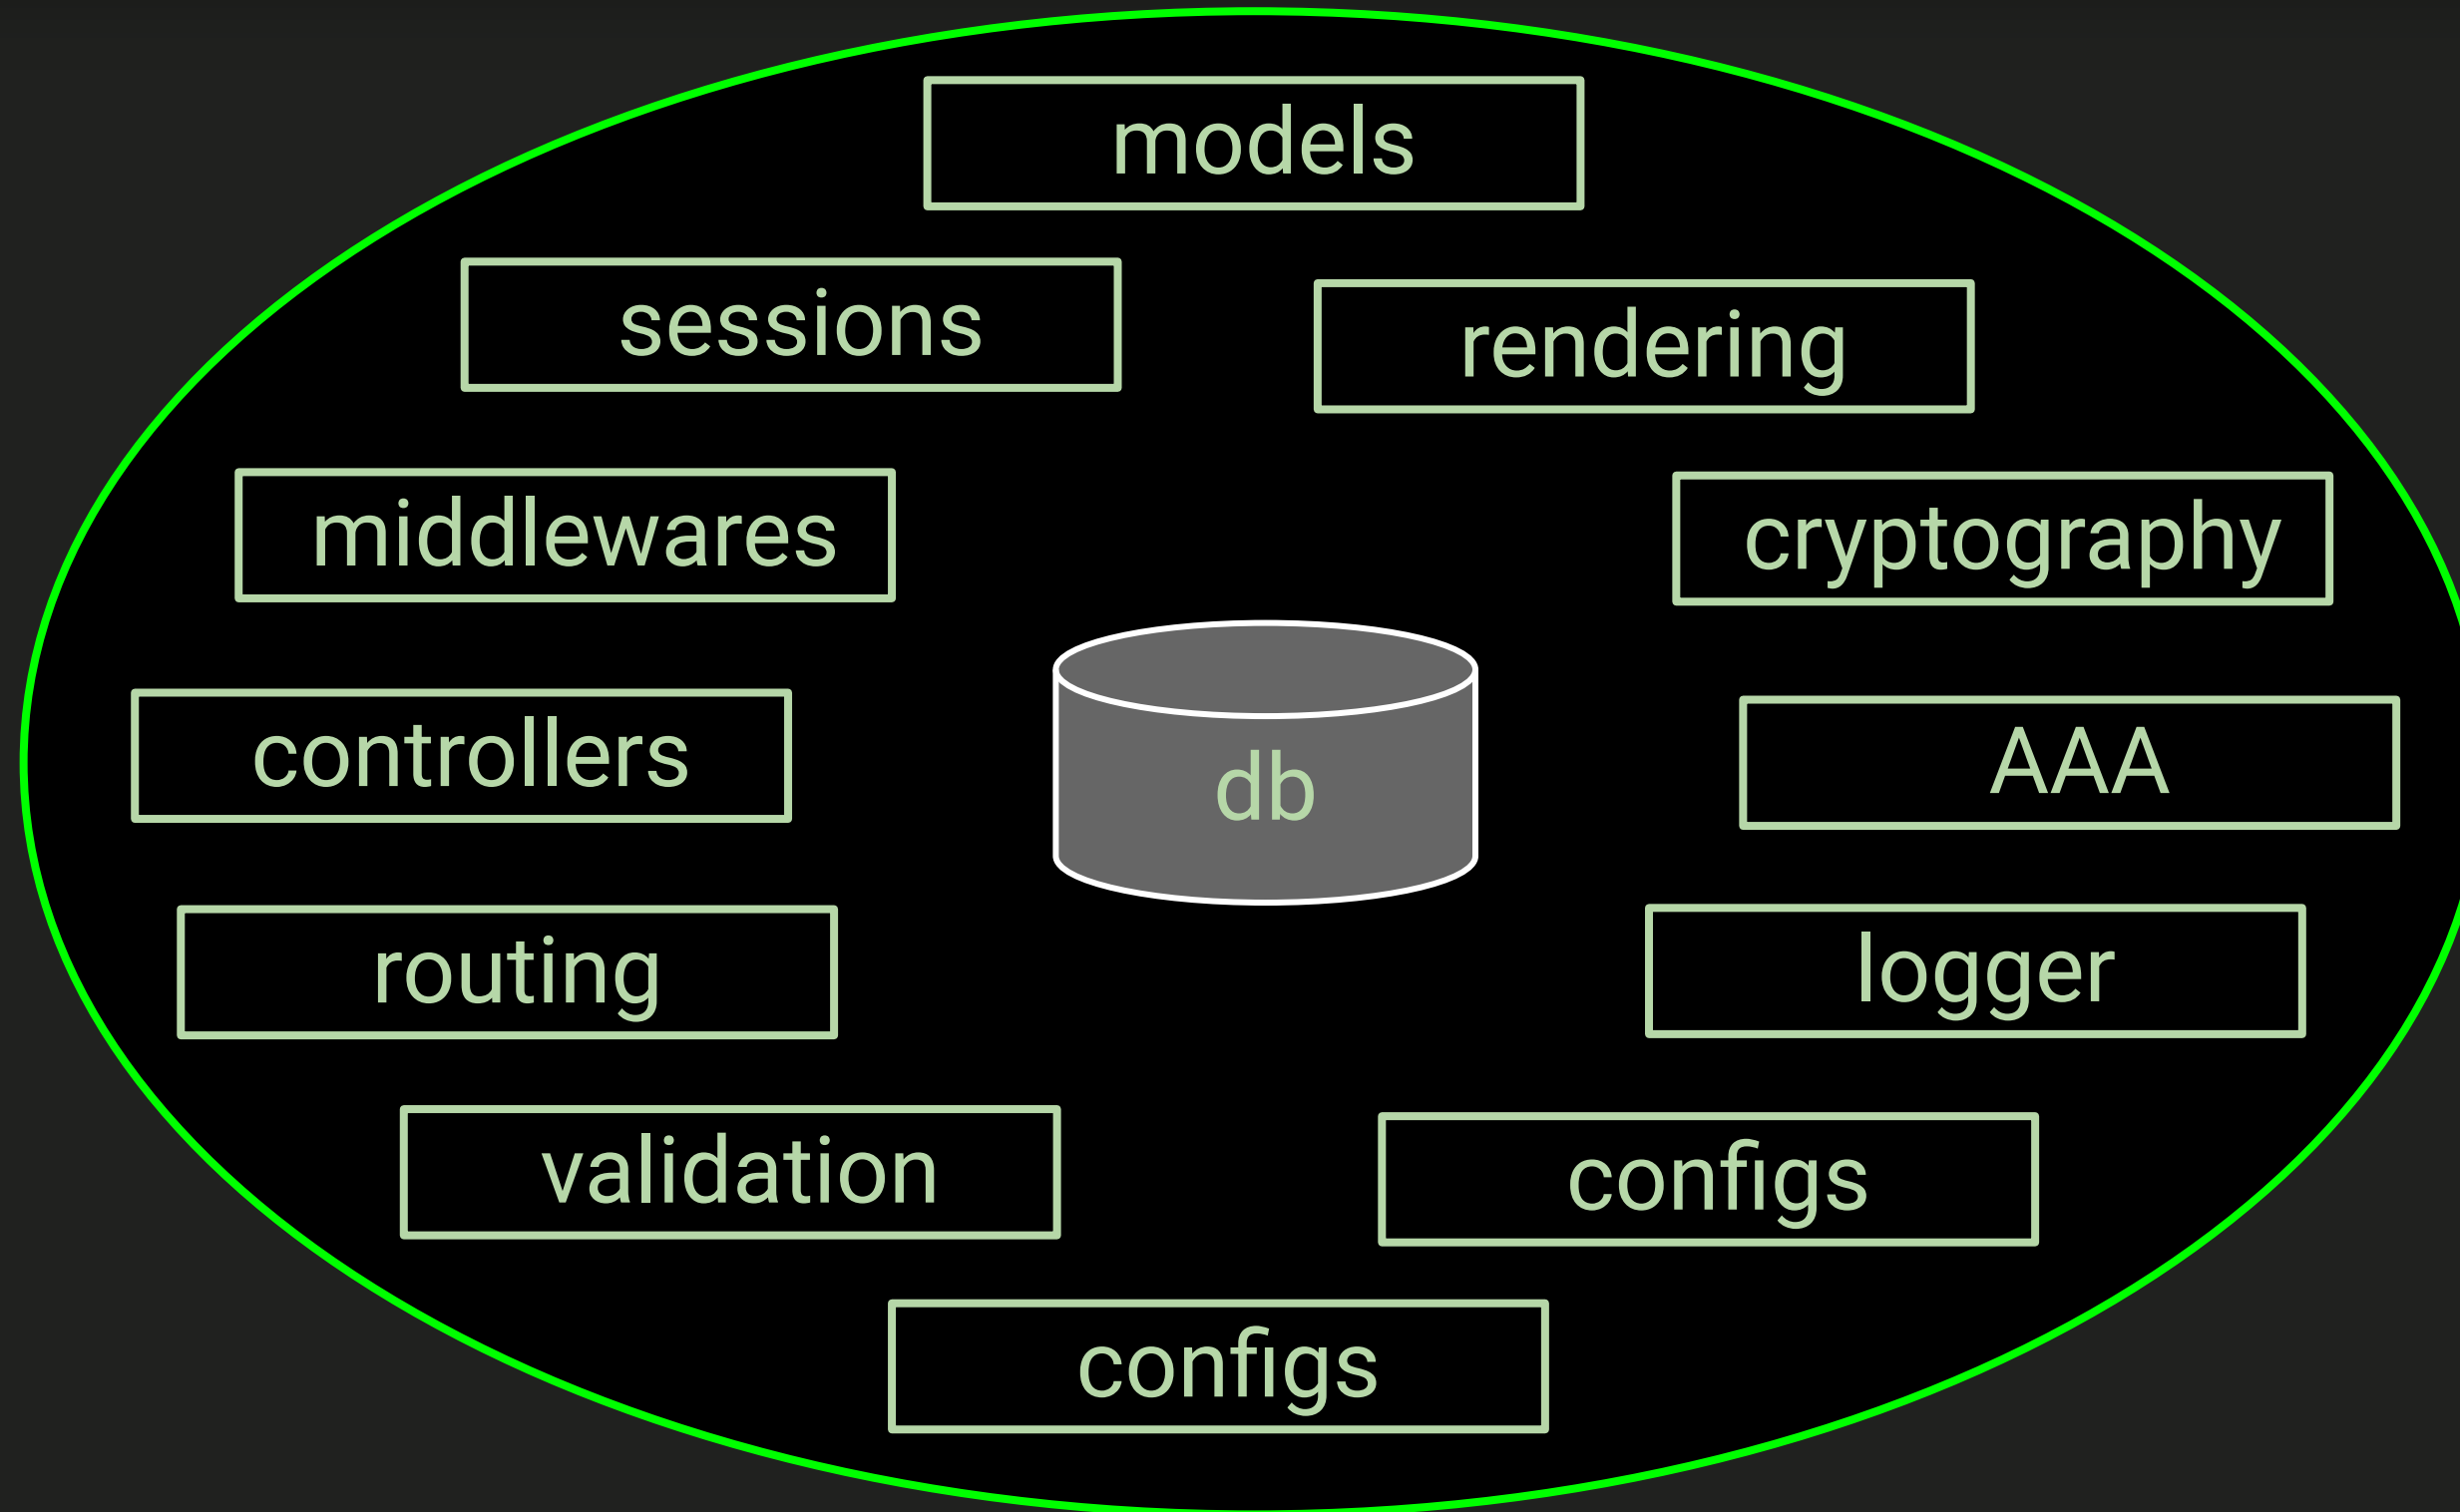 models
sessions
rendering
middlewares
cryptography
controllers
AAA
db
routing
logger
validation
configs
configs